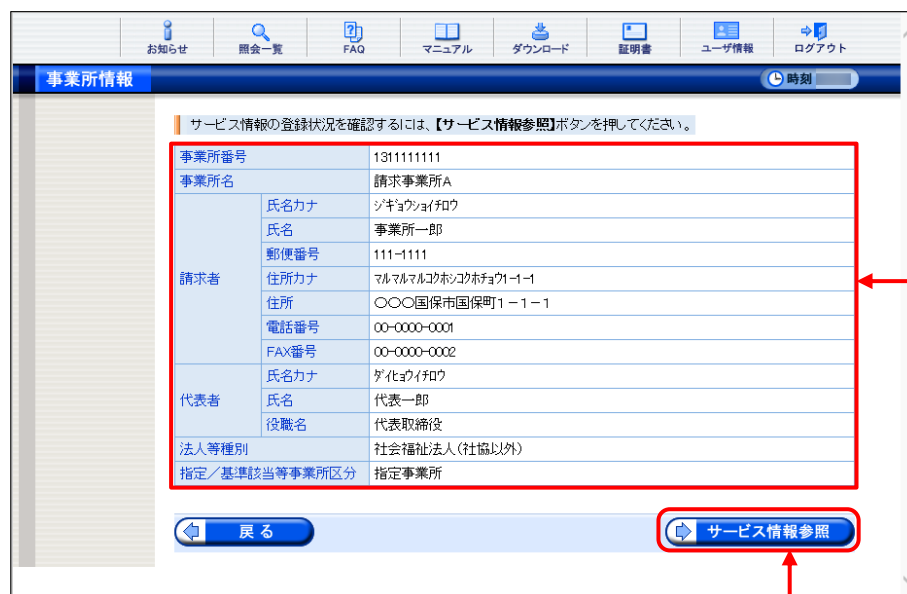 お知らせ 照会一覧 FAQ マニュアル ダウンロード 証明書 ユーザ情報 ログアウト
事業所情報 時刻
サービス情報の登録状況を確認するには、【サービス情報参照】ボタンを押してください。
事業所番号 1311111111
事業所名 請求事業所A
請求者 氏名カナ ジギョウショイチロウ
氏名 事業所一郎
郵便番号 111-1111
住所カナ マルマルマルコクホシコクホチョウ1-1-1
住所 〇〇〇国保市国保町1-1-1
電話番号 00-0000-0001
FAX番号 00-0000-0002
代表者 氏名カナ ダイヒョウイチロウ
氏名 代表一郎
役職名 代表取締役
法人等種別 社会福祉法人(社協以外)
指定/基準該当等事業所区分 指定事業所
戻る サービス情報参照